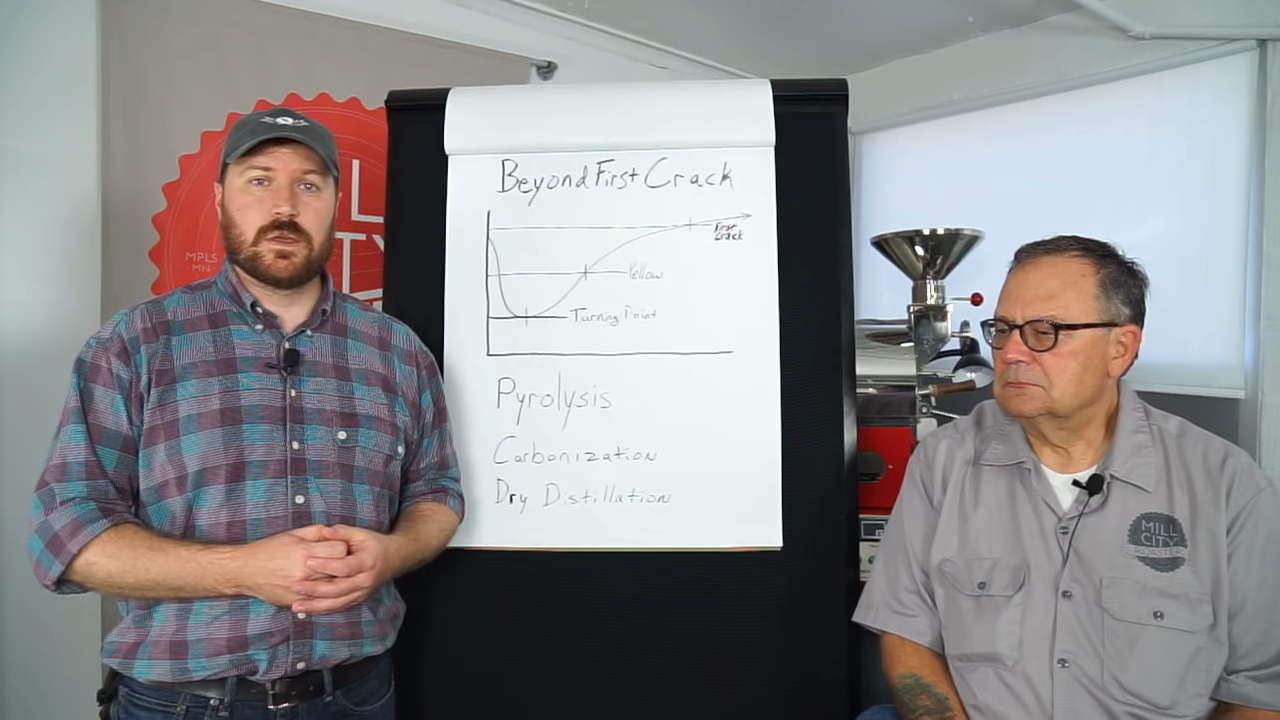 Beyond First Crack
First
Crack
Yellow
Turning Point
Pyrolysis
Carbonization
Dry Distillation
L
MPLS
MN
MILL
CITY
ROASTERS